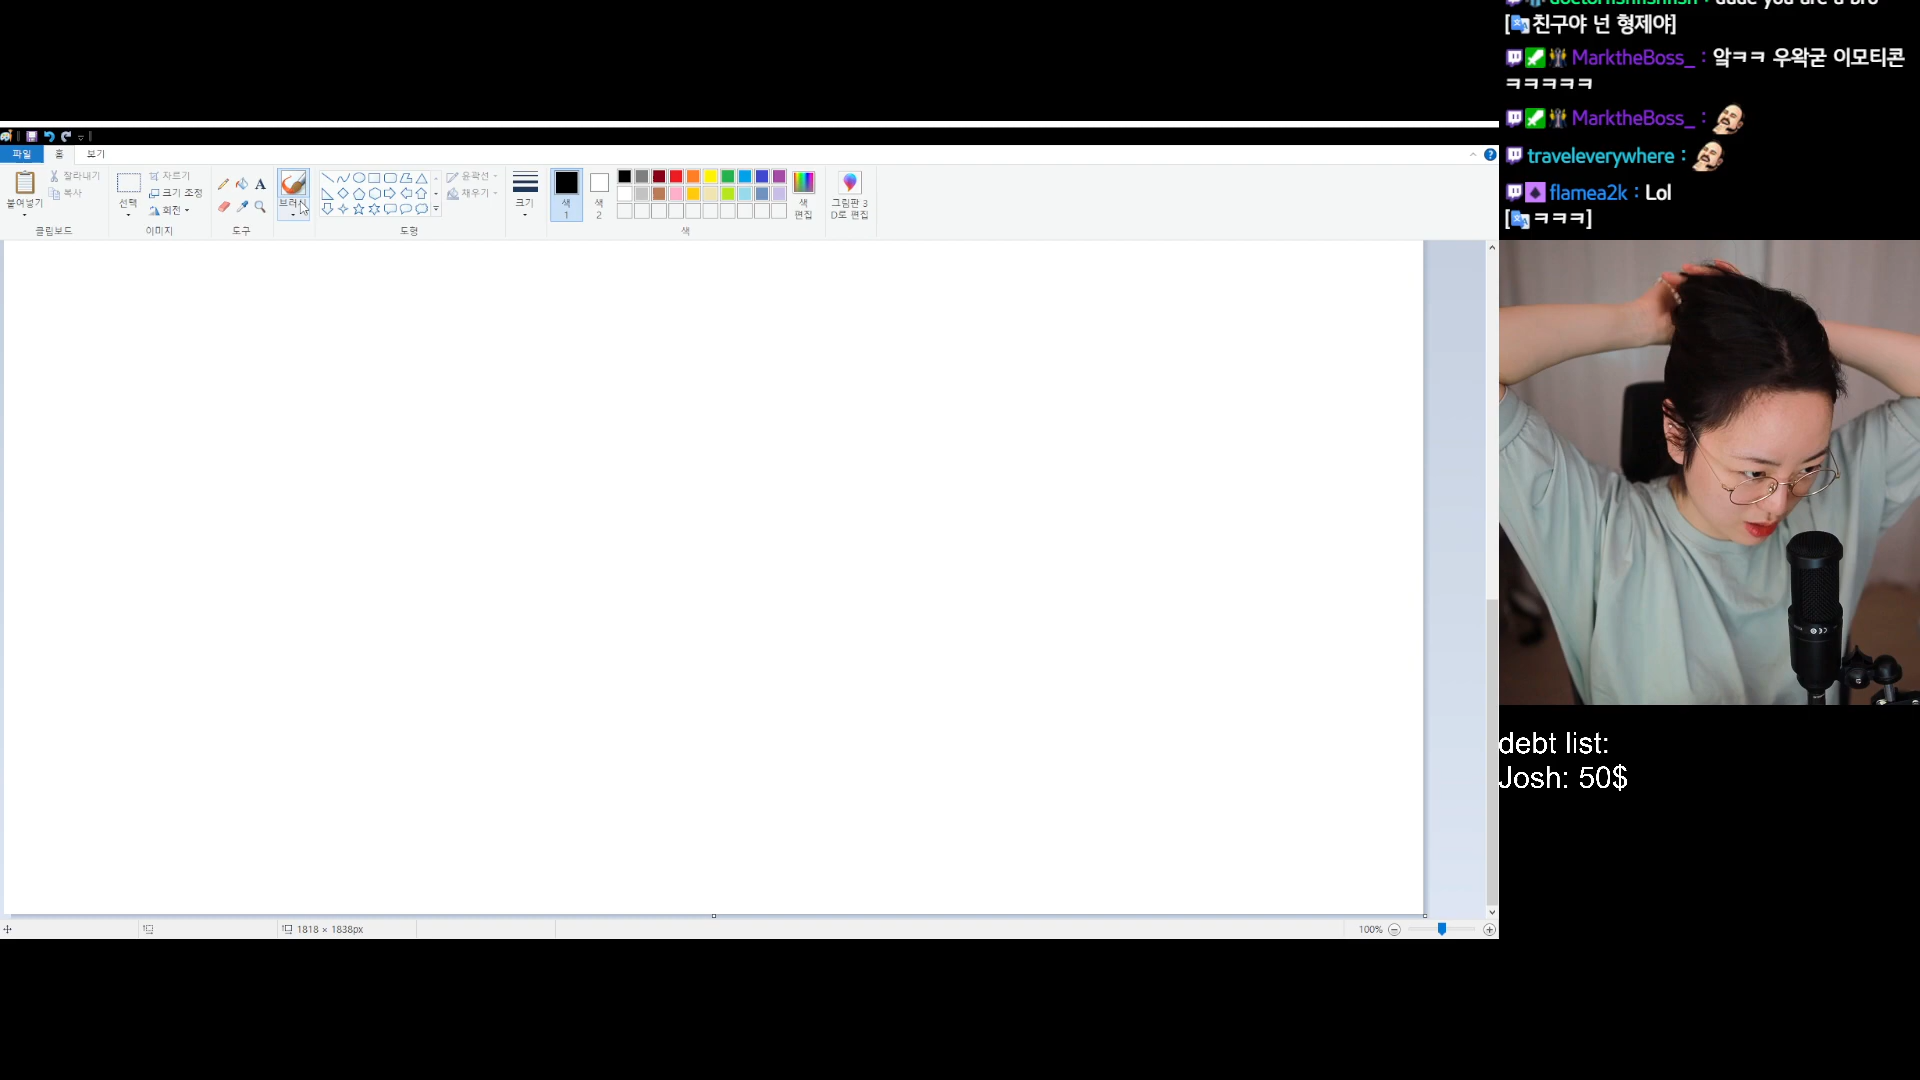 dude you are a bro
[친구야 넌 형제야]
MarktheBoss_ : 앜ㅋㅋ 우왁굳 이모티콘
ㅋㅋㅋㅋㅋ
MarktheBoss_ :
traveleverywhere :
flamea2k : Lol
[ㅋㅋㅋ]
파일 홈 보기
붙여넣기
잘라내기
복사
클립보드
선택
자르기
크기 조정
회전
이미지
A
도구
브러시
도형
윤곽선
채우기
크기
색
1
색
2
색
편집
색
그림판 3
D로 편집
1818 × 1838px
100%
debt list:
Josh: 50$